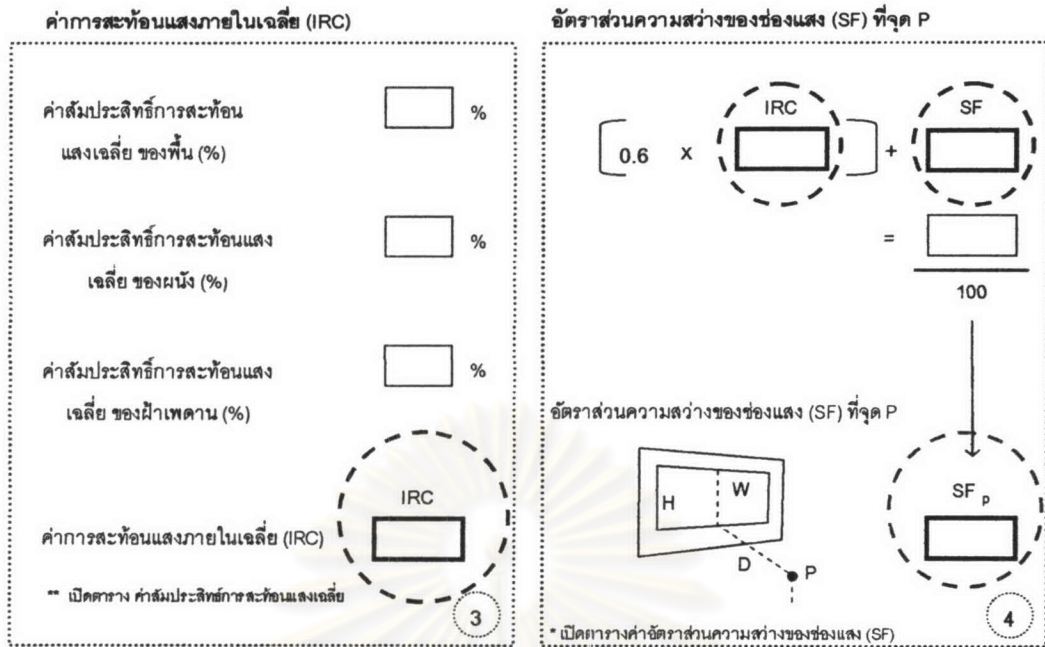 ค่าการสะท้อนแสงภายในเฉลี่ย (IRC)
ค่าสัมประสิทธิ์การสะท้อน
%
แสงเฉลี่ย ของพื้น (%)
ค่าสัมประสิทธิ์การสะท้อนแสง
%
เฉลี่ย ของผนัง (%)
ค่าสัมประสิทธิ์การสะท้อนแสง
%
เฉลี่ย ของฝ้าเพดาน (%)
IRC
ค่าการสะท้อนแสงภายในเฉลี่ย (IRC)
** เปิดตาราง ค่าสัมประสิทธ์การสะท้อนแสงเฉลี่ย
3
อัตราส่วนความสว่างของช่องแสง (SF) ที่จุด P
IRC
SF
0.6 x
+
=
100
อัตราส่วนความสว่างของช่องแสง (SF) ที่จุด P
H
W
D
P
SF p
* เปิดตารางค่าอัตราส่วนความสว่างของช่องแสง (SF)
4